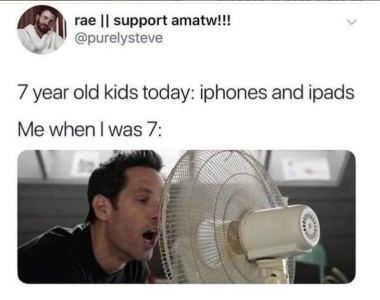 rae || support amatw!!!
@purelysteve
7 year old kids today: iphones and ipads
Me when I was 7: